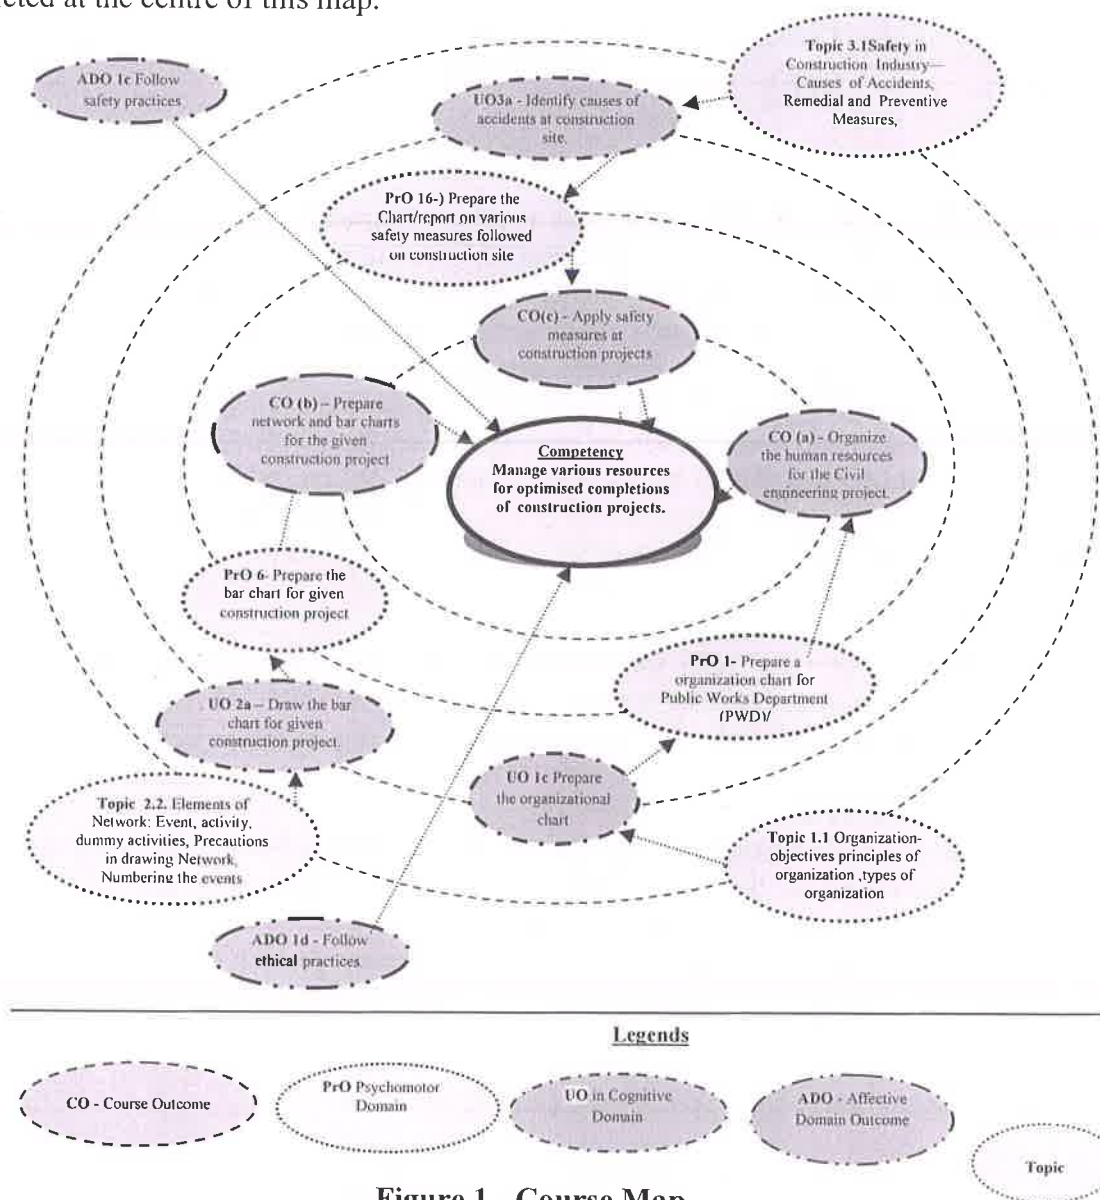 at the centre of this map.
Topic 3.1Safety in
Construction Industry—
Causes of Accidents,
Remedial and Preventive
Measures,
ADO 1c Follow
safety practices
UO3a - Identify causes of
accidents at construction
site.
PrO 16-) Prepare the
Chart/report on various
safety measures followed
on construction site
CO(c) - Apply safety
measures at
construction projects
CO (b) – Prepare
network and bar charts
for the given
construction project
Competency
Manage various resources
for optimised completions
of construction projects.
CO (a) - Organize
the human resources
for the Civil
engineering project.
PrO 6- Prepare the
bar chart for given
construction project
PrO 1- Prepare a
organization chart for
Public Works Department
(PWD)/
UO 2a – Draw the bar
chart for given
construction project.
UO 1c Prepare
the organizational
chart
Topic 2.2. Elements of
Network: Event, activity,
dummy activities, Precautions
in drawing Network,
Numbering the events
Topic 1.1 Organization-
objectives principles of
organization ,types of
organization
ADO 1d - Follow
ethical practices
Legends
CO - Course Outcome
PrO Psychomotor
Domain
UO in Cognitive
Domain
ADO - Affective
Domain Outcome
Topic
Figure 1 - Course Map